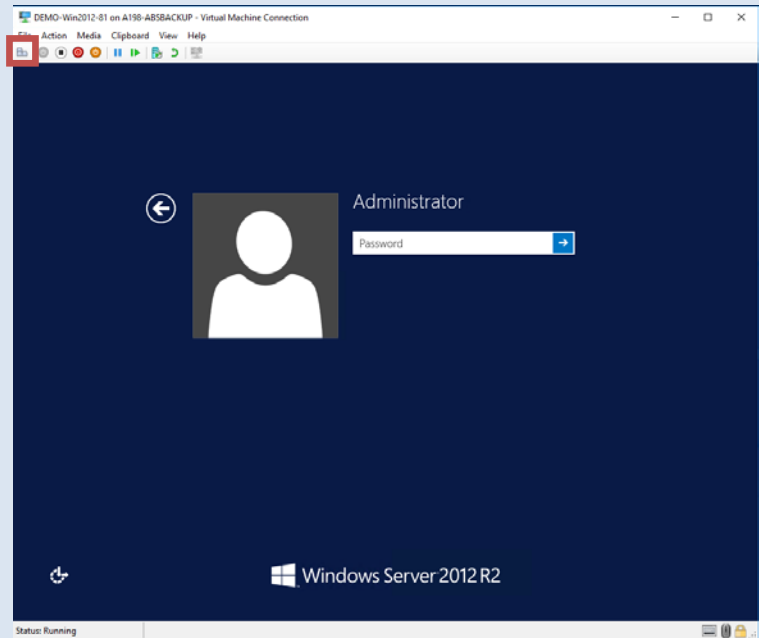 DEMO-Win2012-81 on A198-ABSBACKUP - Virtual Machine Connection
File Action Media Clipboard View Help
Administrator
Password
Windows Server 2012 R2
Status: Running